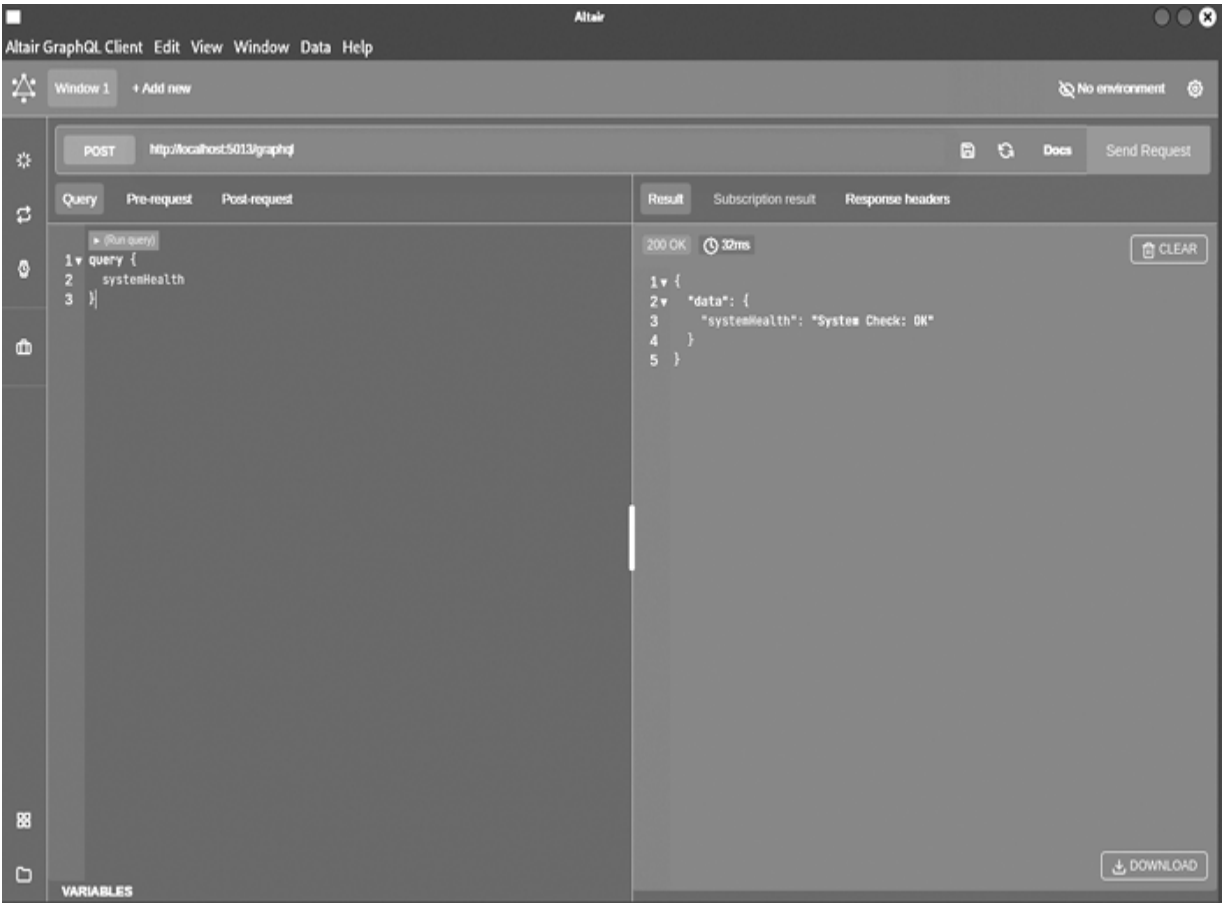 Altair
Altair GraphQL Client Edit View Window Data Help
Window 1 + Add new No environment
POST http://localhost:5013/graphql Docs Send Request
Query Pre-request Post-request
Result Subscription result Response headers
(Run query)
1 query {
2 systemHealth
3 }
200 OK 32ms CLEAR
1 {
2 "data": {
3 "systemHealth": "System Check: OK"
4 }
5 }
DOWNLOAD
VARIABLES